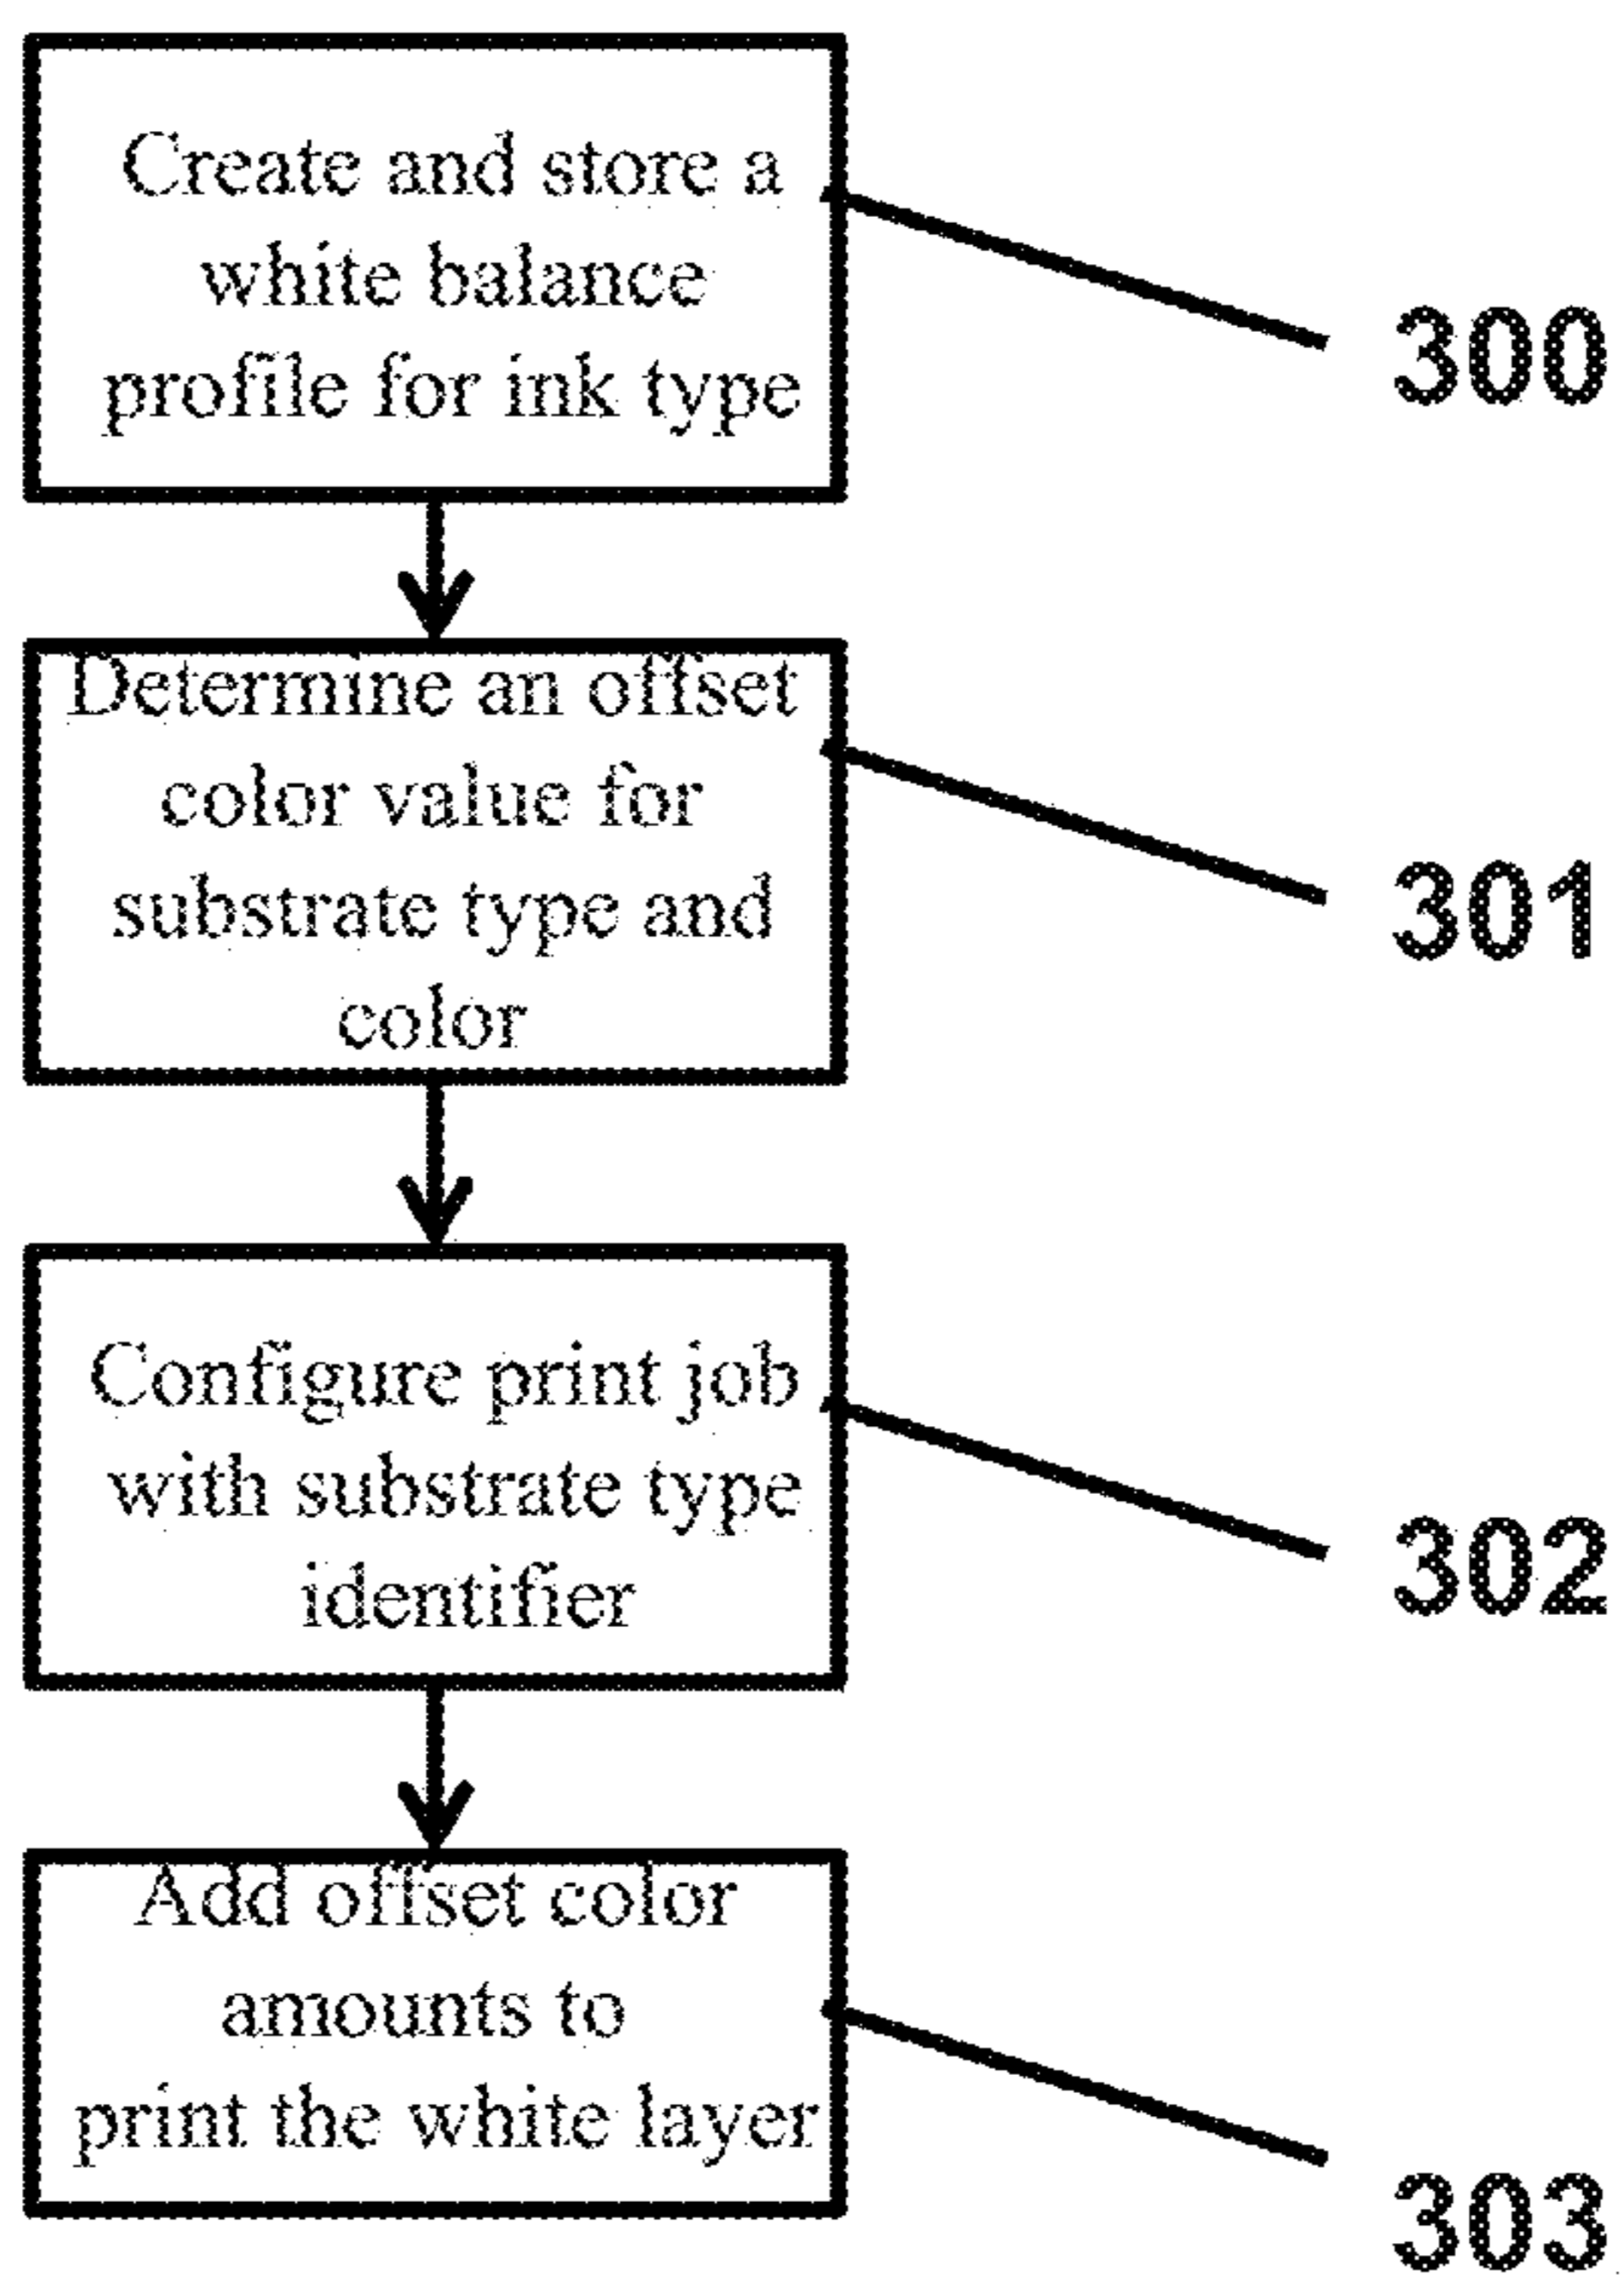 Create and store a
white balance
profile for ink type
300
Determine an offset
color value for
substrate type and
color
301
Configure print job
with substrate type
identifier
302
Add offset color
amounts to
print the white layer
303